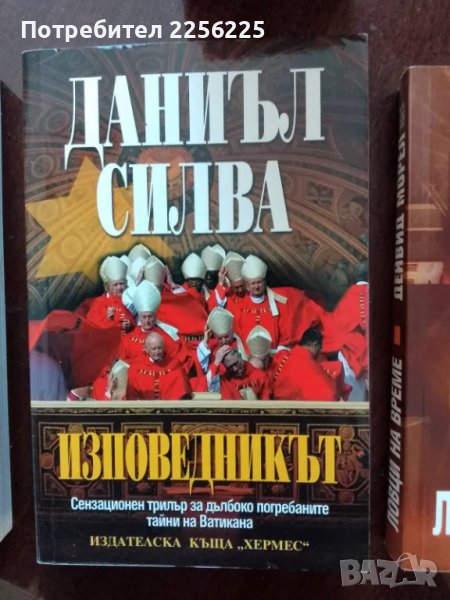 Потребител 2256225
ДАНИЪЛ
СИЛВА
ИЗПОВЕДНИКЪТ
Сензационен трилър за дълбоко погребаните
тайни на Ватикана
ИЗДАТЕЛСКА КЪЩА „ХЕРМЕС“
ЛОВЦИ НА ВРЕМЕ ДЕЙВИД МОРЕЛ
Л
bazar